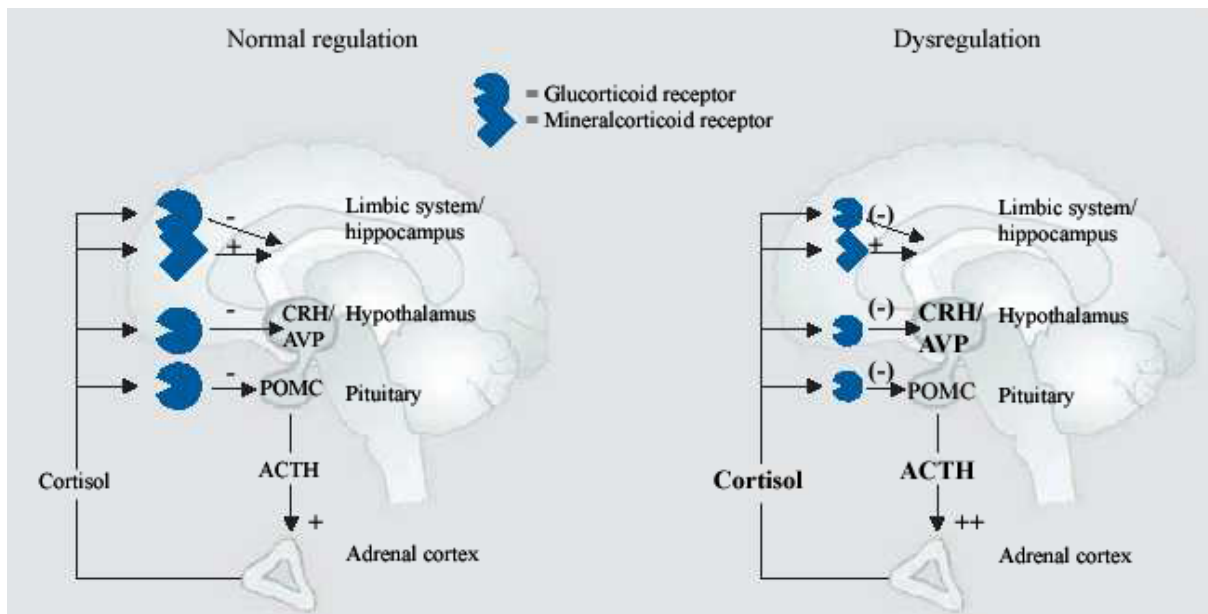 Normal regulation
Dysregulation
= Glucorticoid receptor
= Mineralcorticoid receptor
-
+
Limbic system/
hippocampus
-
CRH/
AVP
Hypothalamus
-
POMC
Pituitary
Cortisol
ACTH
+
Adrenal cortex
(-)
+
Limbic system/
hippocampus
(-)
CRH/
AVP
Hypothalamus
(-)
POMC
Pituitary
Cortisol
ACTH
++
Adrenal cortex